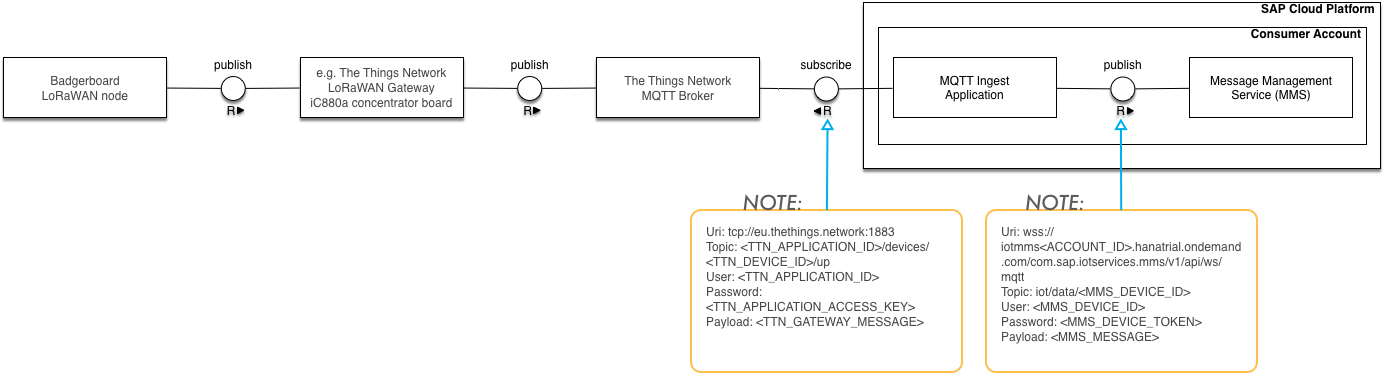 SAP Cloud Platform
Consumer Account
Badgerboard
LoRaWAN node
publish
R▶
e.g. The Things Network
LoRaWAN Gateway
iC880a concentrator board
publish
R▶
The Things Network
MQTT Broker
subscribe
◀R
MQTT Ingest
Application
publish
R▶
Message Management
Service (MMS)
NOTE:
Uri: tcp://eu.thethings.network:1883
Topic: <TTN_APPLICATION_ID>/devices/
<TTN_DEVICE_ID>/up
User: <TTN_APPLICATION_ID>
Password:
<TTN_APPLICATION_ACCESS_KEY>
Payload: <TTN_GATEWAY_MESSAGE>
NOTE:
Uri: wss://
iotmms<ACCOUNT_ID>.hanatrial.ondemand
.com/com.sap.iotservices.mms/v1/api/ws/
mqtt
Topic: iot/data/<MMS_DEVICE_ID>
User: <MMS_DEVICE_ID>
Password: <MMS_DEVICE_TOKEN>
Payload: <MMS_MESSAGE>